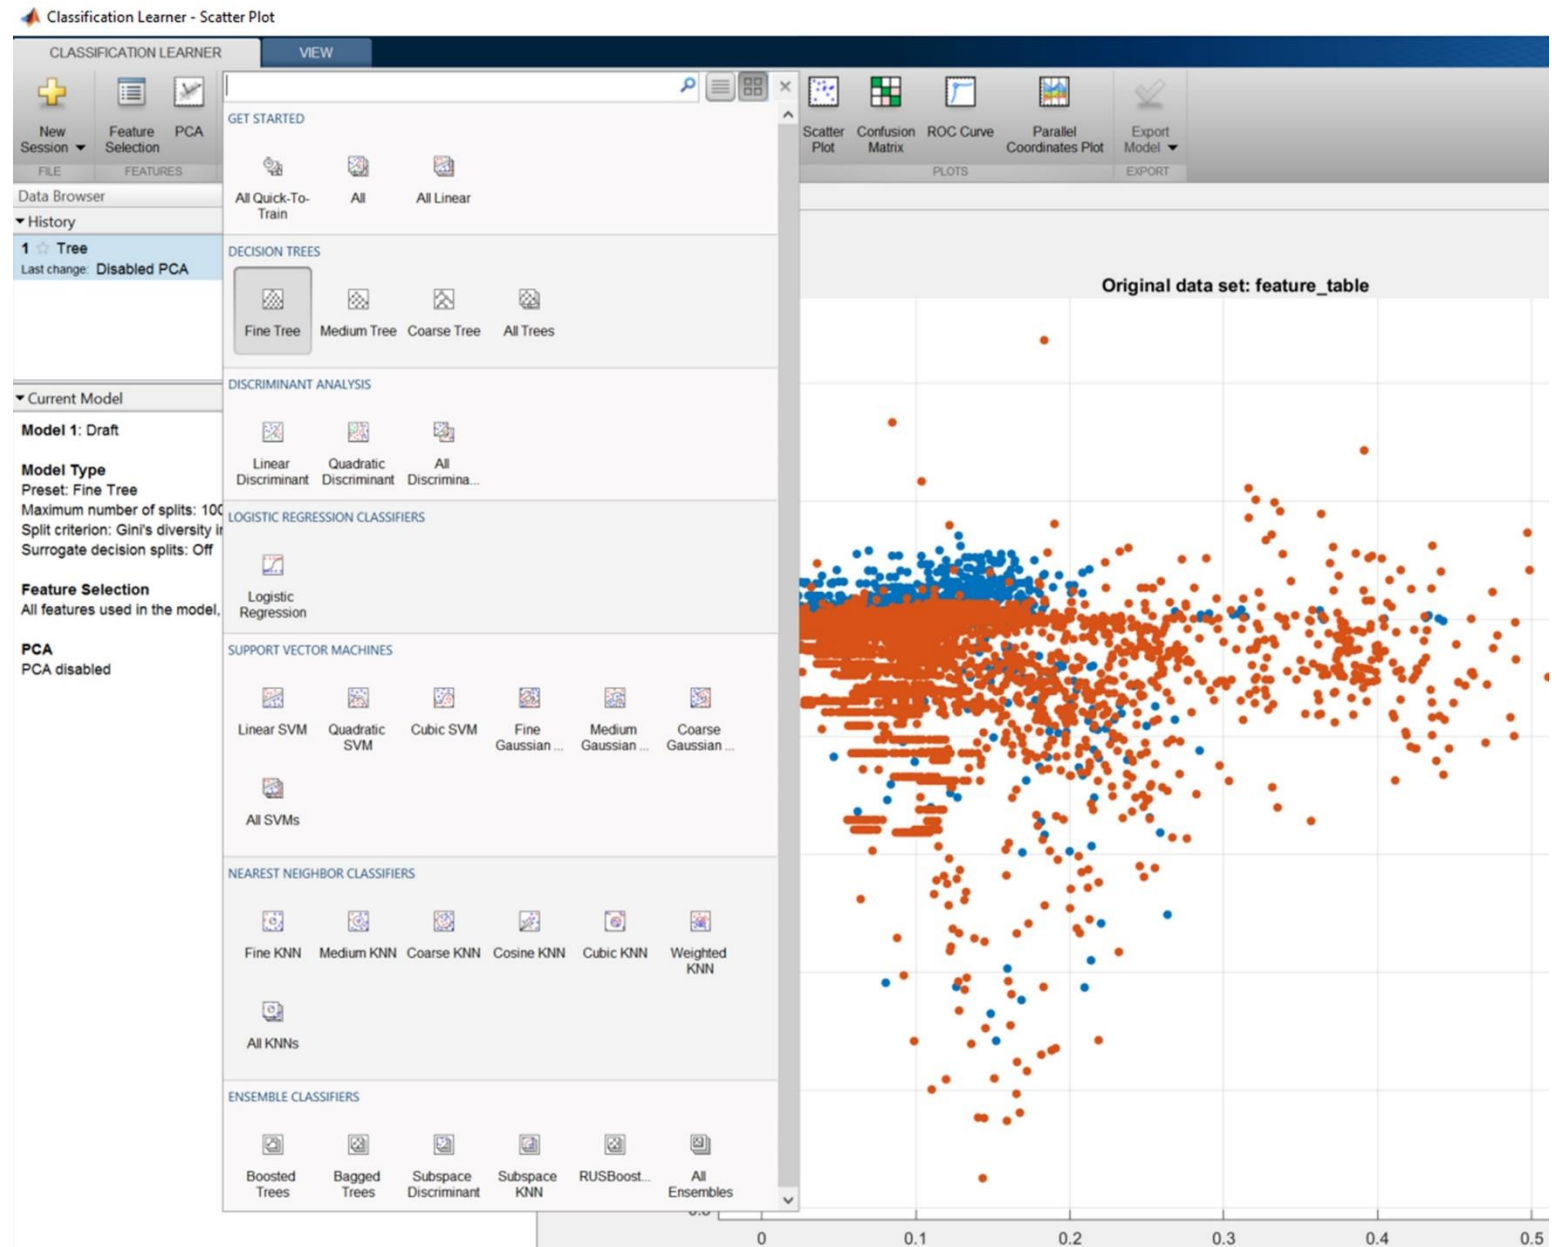 Classification Learner - Scatter Plot
CLASSIFICATION LEARNER
VIEW
New
Session
Feature
Selection
PCA
FILE
FEATURES
Scatter
Plot
Confusion
Matrix
ROC Curve
Parallel
Coordinates Plot
Export
Model
PLOTS
EXPORT
Data Browser
History
1 Tree
Last change: Disabled PCA
Current Model
Model 1: Draft
Model Type
Preset: Fine Tree
Maximum number of splits: 100
Split criterion: Gini's diversity
Surrogate decision splits: Off
Feature Selection
All features used in the model,
PCA
PCA disabled
GET STARTED
All Quick-To-
Train
All
All Linear
DECISION TREES
Fine Tree
Medium Tree
Coarse Tree
All Trees
DISCRIMINANT ANALYSIS
Linear
Discriminant
Quadratic
Discriminant
All
Discrimina...
LOGISTIC REGRESSION CLASSIFIERS
Logistic
Regression
SUPPORT VECTOR MACHINES
Linear SVM
Quadratic
SVM
Cubic SVM
Fine
Gaussian ...
Medium
Gaussian ...
Coarse
Gaussian ...
All SVMs
NEAREST NEIGHBOR CLASSIFIERS
Fine KNN
Medium KNN
Coarse KNN
Cosine KNN
Cubic KNN
Weighted
KNN
All KNNs
ENSEMBLE CLASSIFIERS
Boosted
Trees
Bagged
Trees
Subspace
Discriminant
Subspace
KNN
RUSBoost...
All
Ensembles
Original data set: feature_table
0
0.1
0.2
0.3
0.4
0.5